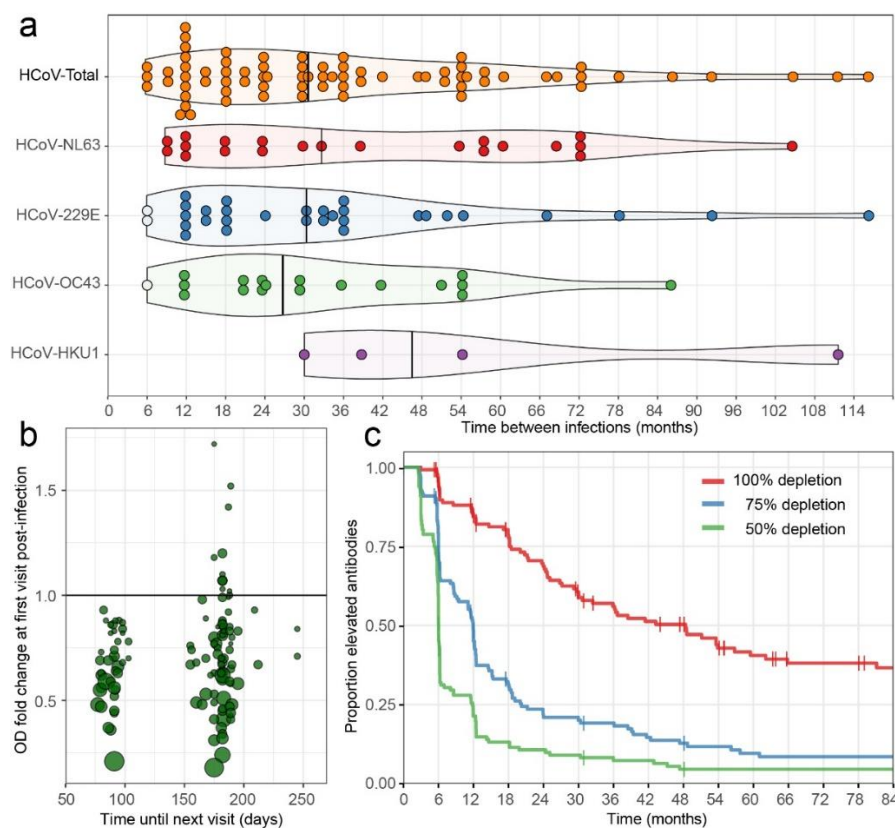 a
HCoV-Total
HCoV-NL63
HCoV-229E
HCoV-OC43
HCoV-HKU1
0 6 12 18 24 30 36 42 48 54 60 66 72 78 84 90 96 102 108 114
Time between infections (months)
b
OD fold change at first visit post-infection
1.5
1.0
0.5
50 100 150 200 250
Time until next visit (days)
c
Proportion elevated antibodies
1.00
0.75
0.50
0.25
0.00
100% depletion
75% depletion
50% depletion
0 6 12 18 24 30 36 42 48 54 60 66 72 78 84
Time (months)